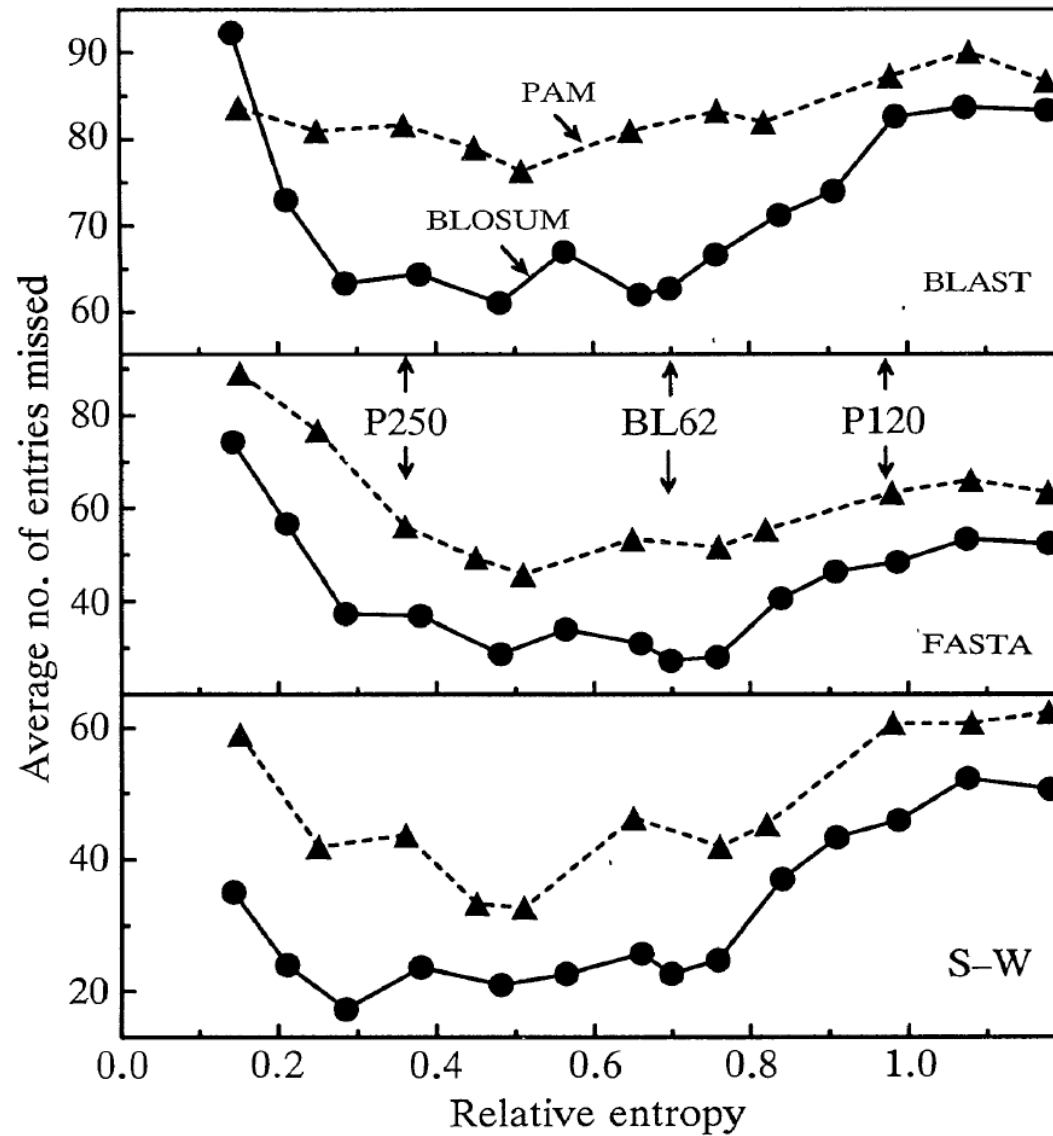 Average no. of entries missed
90
80
70
60
PAM
BLOSUM
BLAST
80
60
40
P250 BL62 P120
FASTA
60
40
20
S–W
0.0 0.2 0.4 0.6 0.8 1.0
Relative entropy